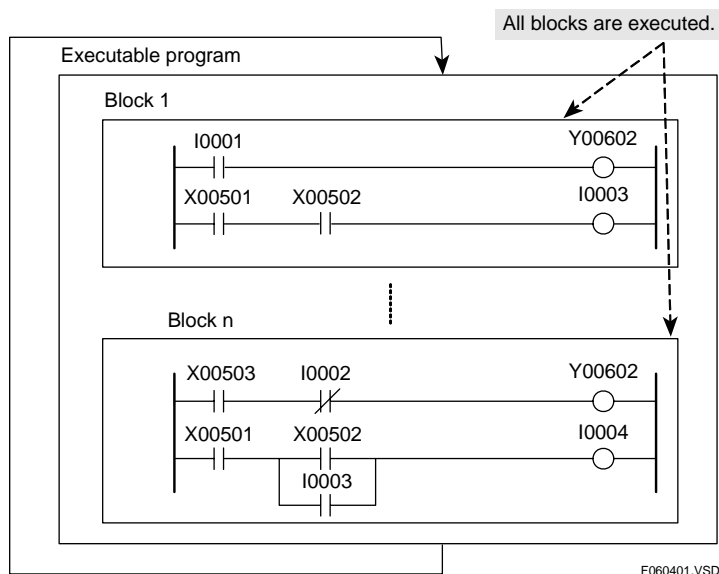 All blocks are executed.
Executable program
Block 1
I0001 Y00602
X00501 X00502 I0003
Block n
X00503 I0002 Y00602
X00501 X00502 I0004
I0003
F060401.VSD